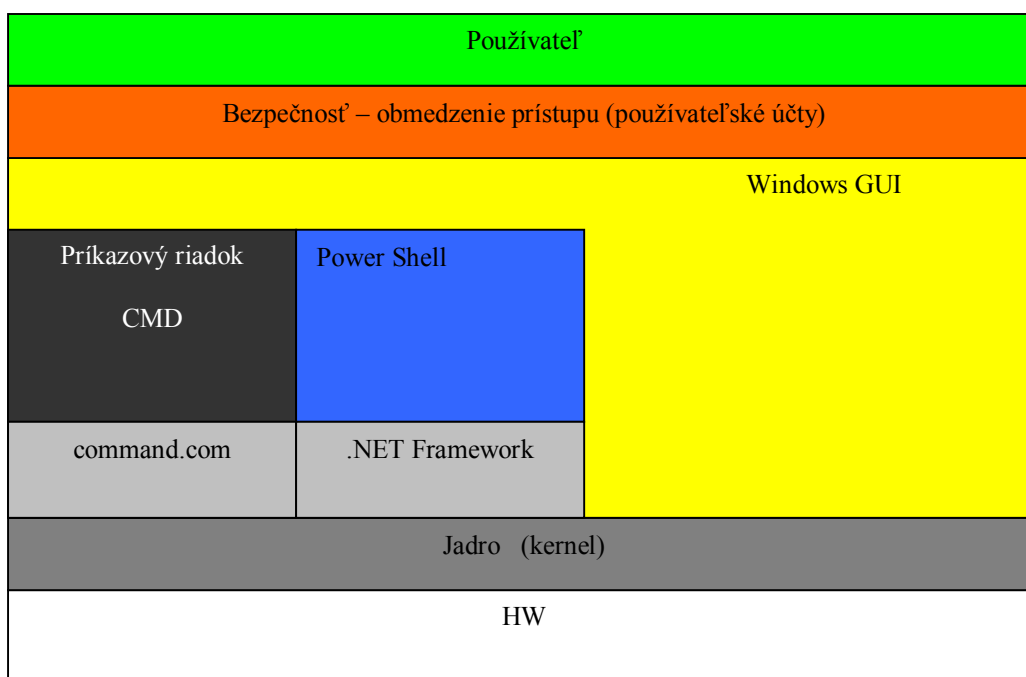 Používateľ
Bezpečnosť – obmedzenie prístupu (používateľské účty)
Windows GUI
Príkazový riadok
CMD
Power Shell
command.com
.NET Framework
Jadro (kernel)
HW